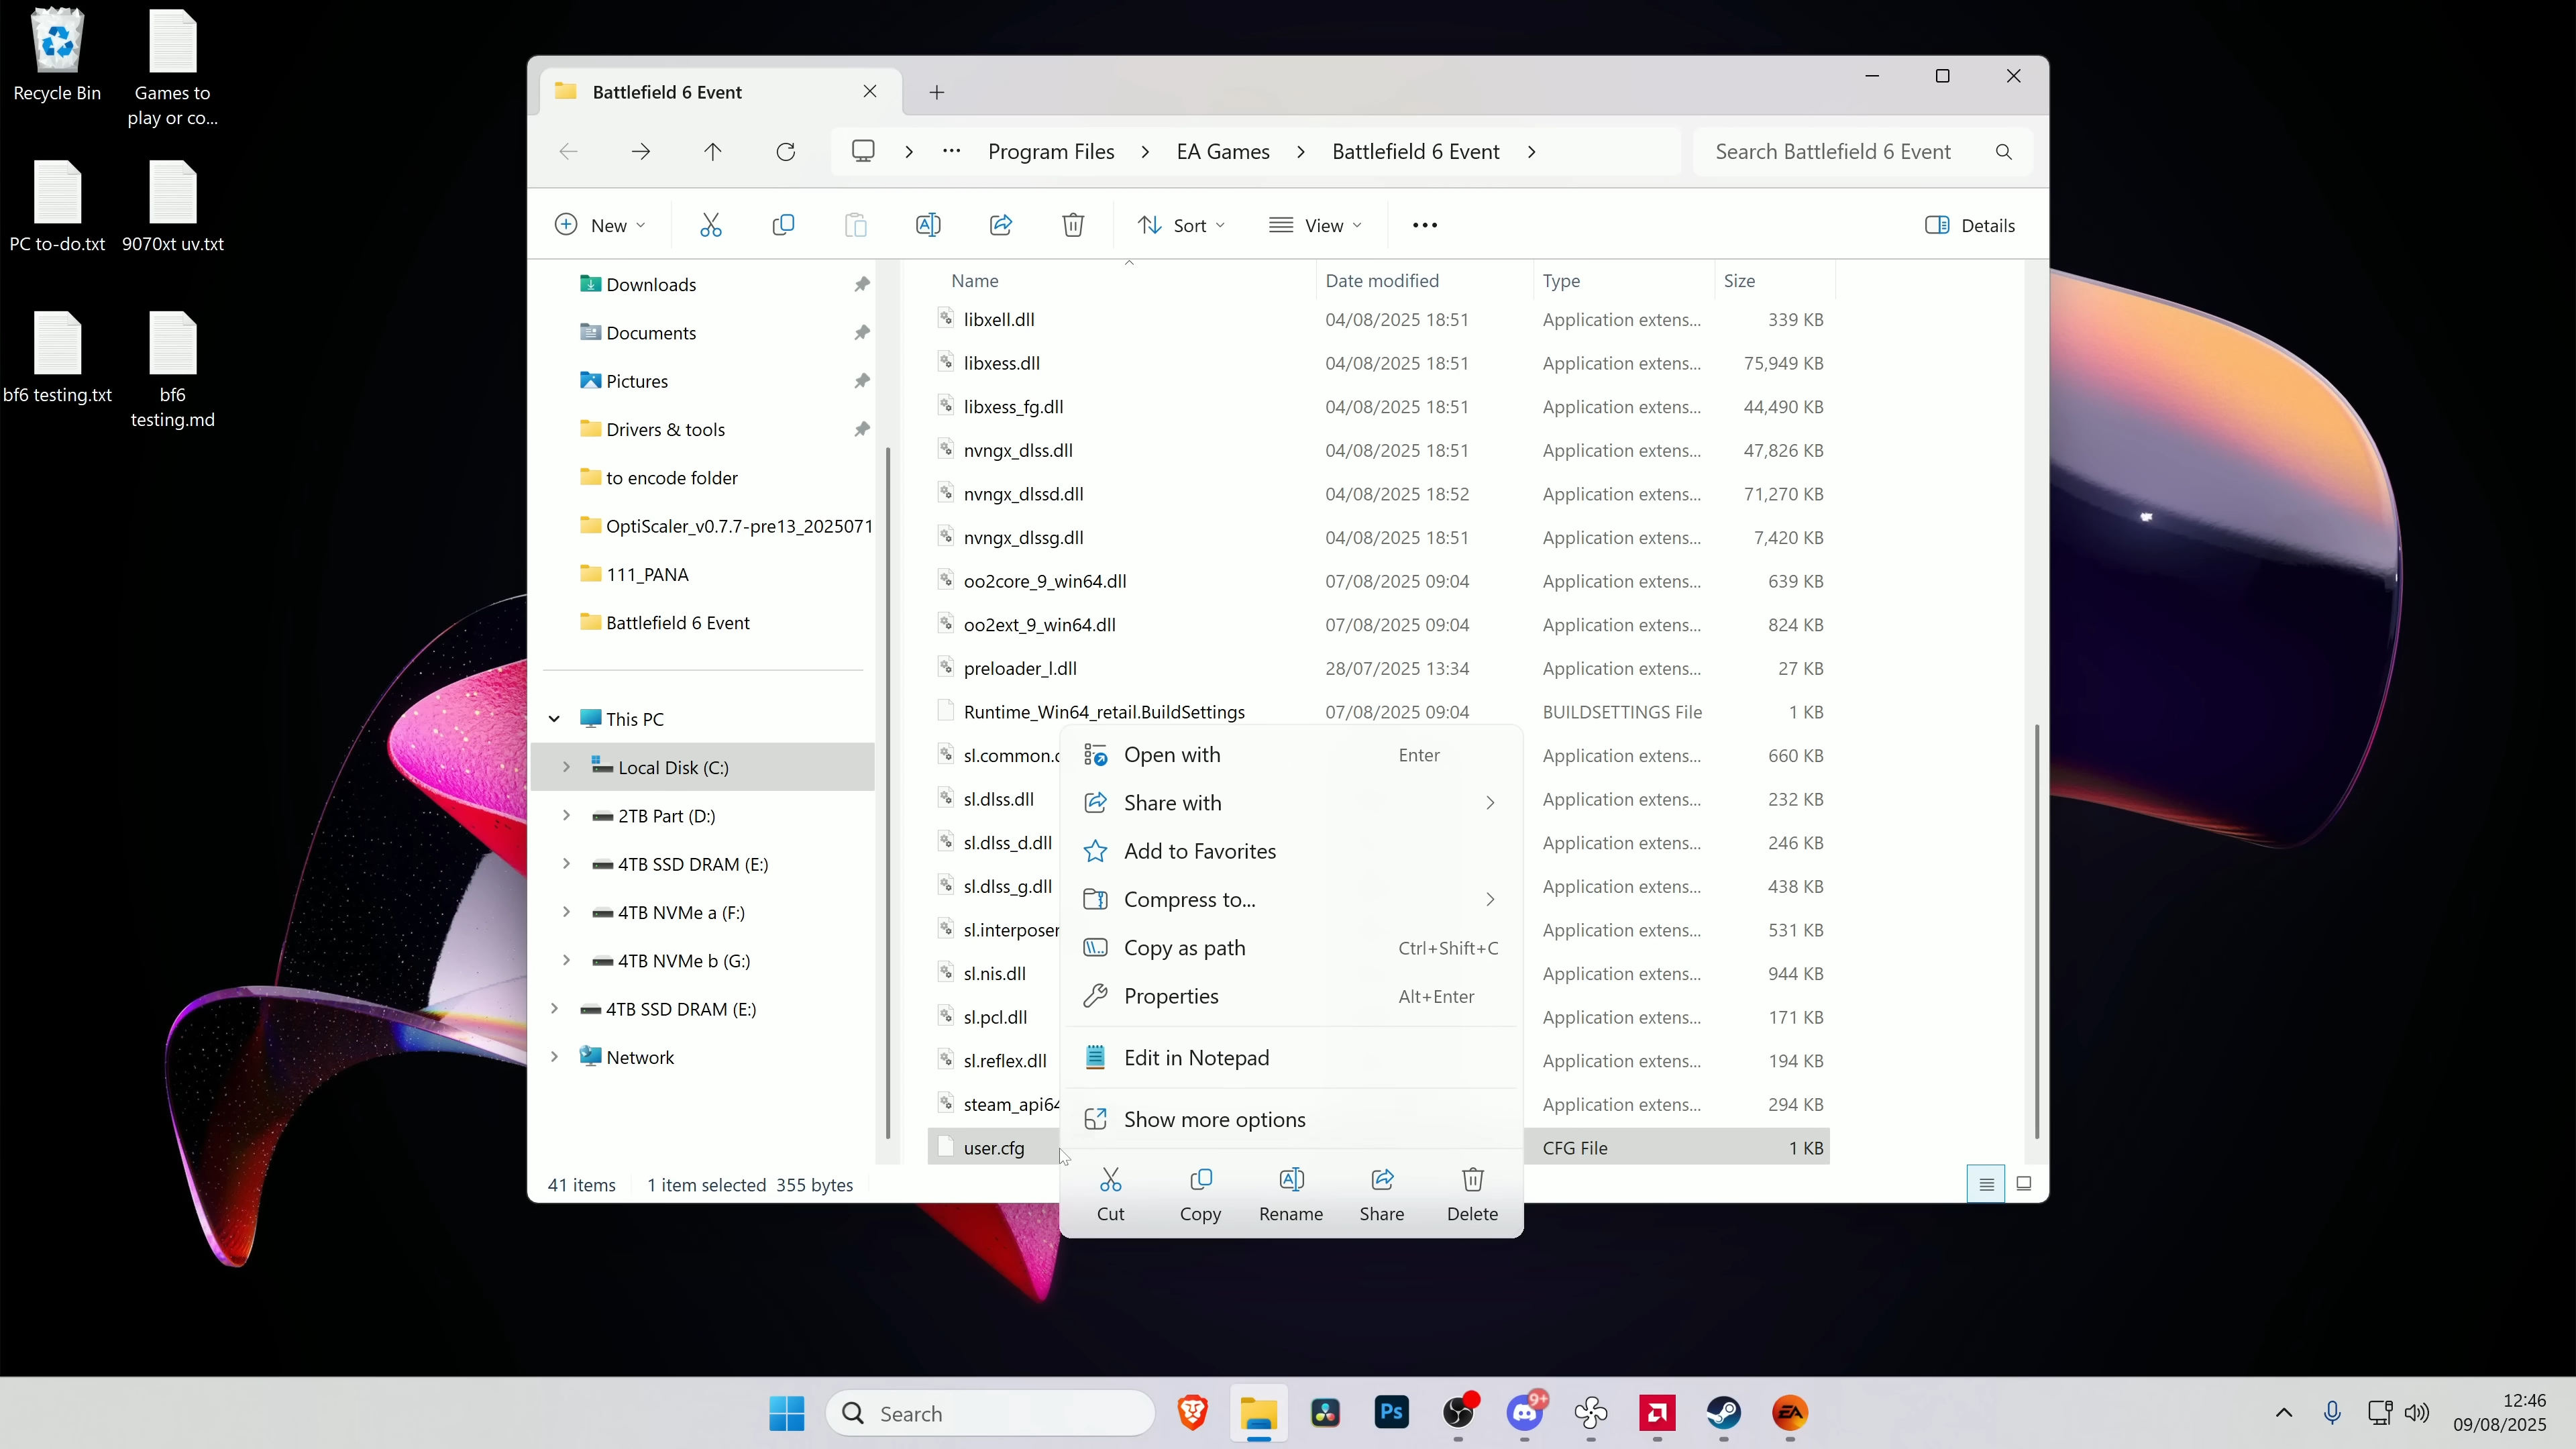 Recycle Bin
Games to
play or co...
PC to-do.txt
9070xt uv.txt
bf6 testing.txt
bf6
testing.md
Battlefield 6 Event
Program Files
EA Games
Battlefield 6 Event
Search Battlefield 6 Event
New
Sort
View
Details
Downloads
Documents
Pictures
Drivers & tools
to encode folder
OptiScaler_v0.7.7-pre13_2025071
111_PANA
Battlefield 6 Event
This PC
Local Disk (C:)
2TB Part (D:)
4TB SSD DRAM (E:)
4TB NVMe a (F:)
4TB NVMe b (G:)
4TB SSD DRAM (E:)
Network
Name Date modified Type Size
libxell.dll 04/08/2025 18:51 Application extens... 339 KB
libxess.dll 04/08/2025 18:51 Application extens... 75,949 KB
libxess_fg.dll 04/08/2025 18:51 Application extens... 44,490 KB
nvngx_dlss.dll 04/08/2025 18:51 Application extens... 47,826 KB
nvngx_dlssd.dll 04/08/2025 18:52 Application extens... 71,270 KB
nvngx_dlssg.dll 04/08/2025 18:51 Application extens... 7,420 KB
oo2core_9_win64.dll 07/08/2025 09:04 Application extens... 639 KB
oo2ext_9_win64.dll 07/08/2025 09:04 Application extens... 824 KB
preloader_l.dll 28/07/2025 13:34 Application extens... 27 KB
Runtime_Win64_retail.BuildSettings 07/08/2025 09:04 BUILDSETTINGS File 1 KB
sl.common.d Application extens... 660 KB
sl.dlss.dll Application extens... 232 KB
sl.dlss_d.dll Application extens... 246 KB
sl.dlss_g.dll Application extens... 438 KB
sl.interposer Application extens... 531 KB
sl.nis.dll Application extens... 944 KB
sl.pcl.dll Application extens... 171 KB
sl.reflex.dll Application extens... 194 KB
steam_api64 Application extens... 294 KB
user.cfg CFG File 1 KB
Open with Enter
Share with
Add to Favorites
Compress to...
Copy as path Ctrl+Shift+C
Properties Alt+Enter
Edit in Notepad
Show more options
Cut Copy Rename Share Delete
41 items 1 item selected 355 bytes
Search
Ps
9+
EA
12:46
09/08/2025